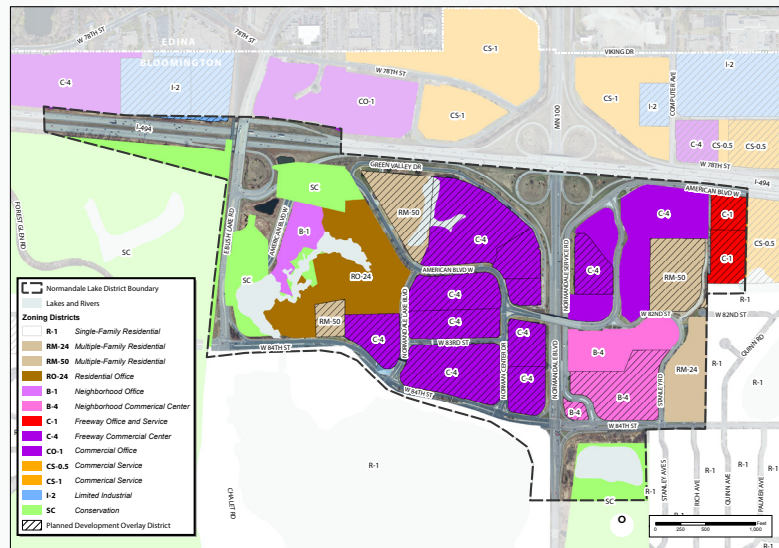 W 78TH ST
EDINA
BLOOMINGTON
78TH ST
C-4
I-2
W 78TH ST
CO-1
CS-1
CS-1
VIKING DR
MN 100
CS-1
I-2
COMPUTER AVE
I-2
C-4
CS-0.5
CS-1
W 78TH ST
I-494
I-494
GREEN VALLEY DR
AMERICAN BLVD W
FOREST GLEN RD
SC
E BUSH LAKE RD
SC
AMERICAN BLVD W
B-1
SC
RO-24
RM-50
C-4
AMERICAN BLVD W
NORMANDALE SERVICE RD
C-4
C-4
RM-50
C-1
C-1
CS-0.5
R-1
RM-50
C-4
NORMANDALE LAKE BLVD
C-4
C-4
W 83RD ST
C-4
NORMAN CENTER DR
C-4
C-4
NORMANDALE BLVD
W 82ND ST
W 82ND ST
B-4
B-4
B-4
STANLEY RD
RM-24
R-1
QUINN RD
W 84TH ST
W 84TH ST
W 84TH ST
R-1
CHALET RD
SC
R-1
STANLEY AVE S
R-1
RICH AVE
R-1
QUINN AVE
R-1
PALMER AVE
R-1
Normandale Lake District Boundary
Lakes and Rivers
Zoning Districts
R-1 Single-Family Residential
RM-24 Multiple-Family Residential
RM-50 Multiple-Family Residential
RO-24 Residential Office
B-1 Neighborhood Office
B-4 Neighborhood Commerical Center
C-1 Freeway Office and Service
C-4 Freeway Commercial Center
CO-1 Commercial Office
CS-0.5 Commercial Service
CS-1 Commercial Service
I-2 Limited Industrial
SC Conservation
Planned Development Overlay District
O
Feet
0 250 500 1,000